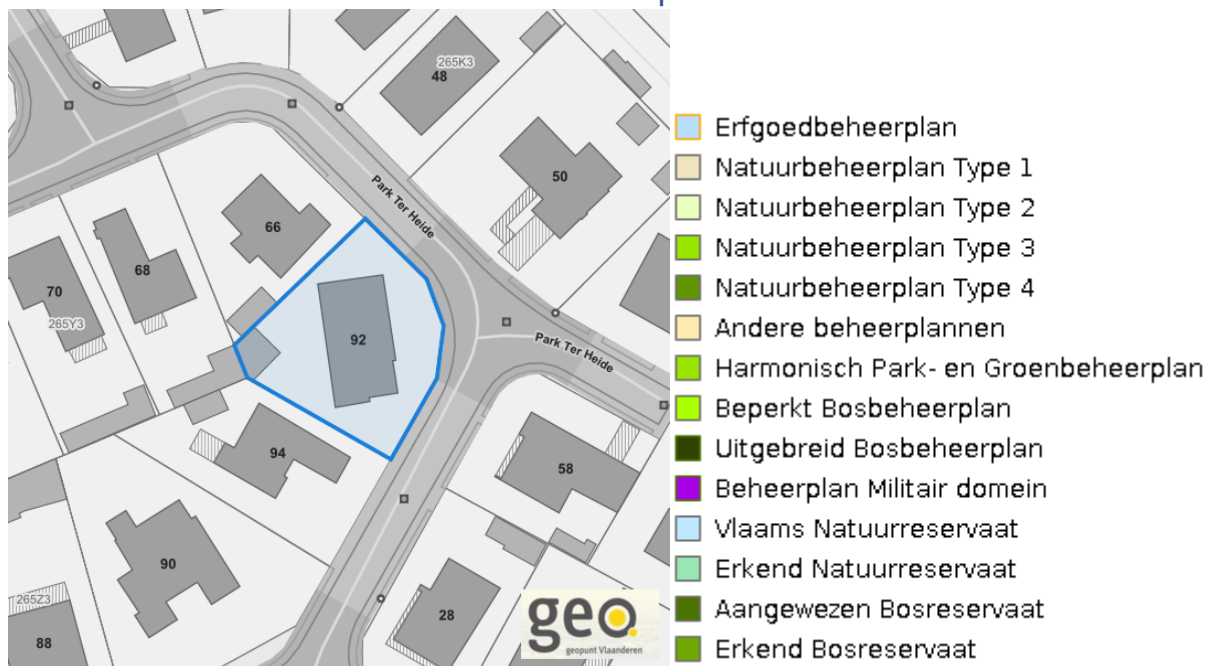 265K3
48
50
Park Ter Heide
66
68
70
265Y3
92
Park Ter Heide
94
58
90
265Z3
88
28
geo.
geopunt Vlaanderen
Erfgoedbeheerplan
Natuurbeheerplan Type 1
Natuurbeheerplan Type 2
Natuurbeheerplan Type 3
Natuurbeheerplan Type 4
Andere beheerplannen
Harmonisch Park- en Groenbeheerplan
Beperkt Bosbeheerplan
Uitgebreid Bosbeheerplan
Beheerplan Militair domein
Vlaams Natuurreservaat
Erkend Natuurreservaat
Aangewezen Bosreservaat
Erkend Bosreservaat